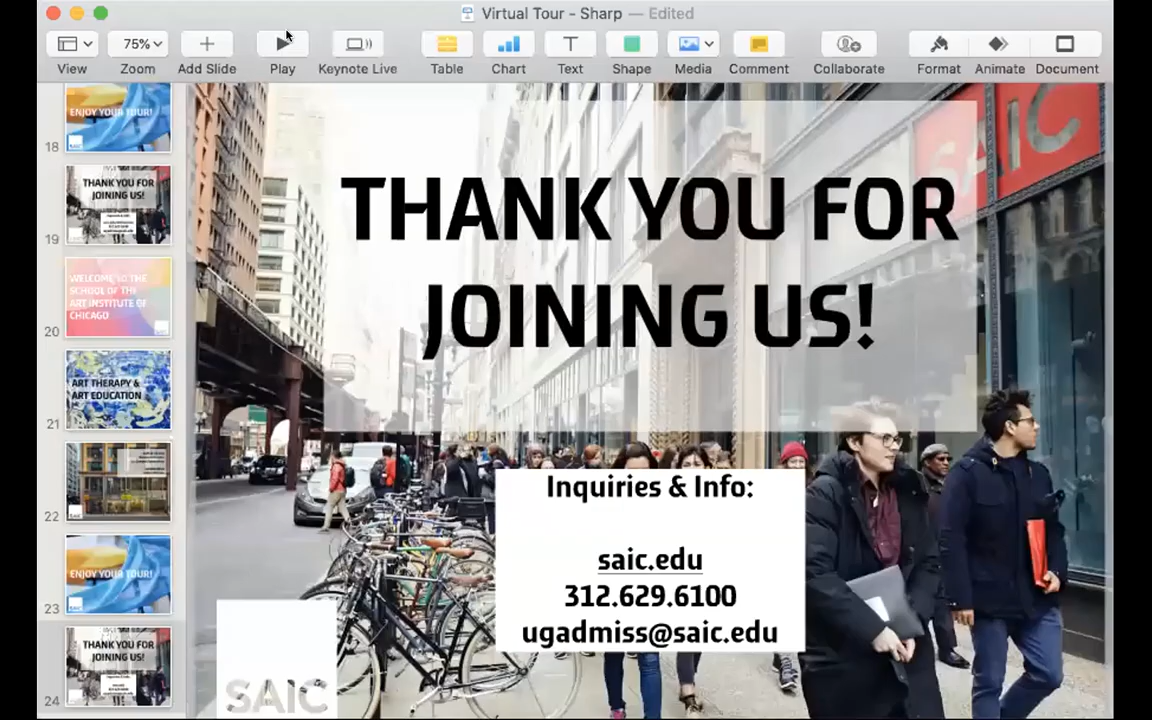 Virtual Tour - Sharp — Edited
75%
View
Zoom
Add Slide
Play
Keynote Live
Table
Chart
Text
Shape
Media
Comment
Collaborate
Format
Animate
Document
ENJOY YOUR TOUR!
18
THANK YOU FOR
JOINING US!
19
WELCOME TO THE
SCHOOL OF THE
ART INSTITUTE OF
CHICAGO
20
ART THERAPY &
ART EDUCATION
21
22
ENJOY YOUR TOUR!
SAIC
23
THANK YOU FOR
JOINING US!
24
SAIC
THANK YOU FOR
JOINING US!
Inquiries & Info:
saic.edu
312.629.6100
ugadmiss@saic.edu
SAIC